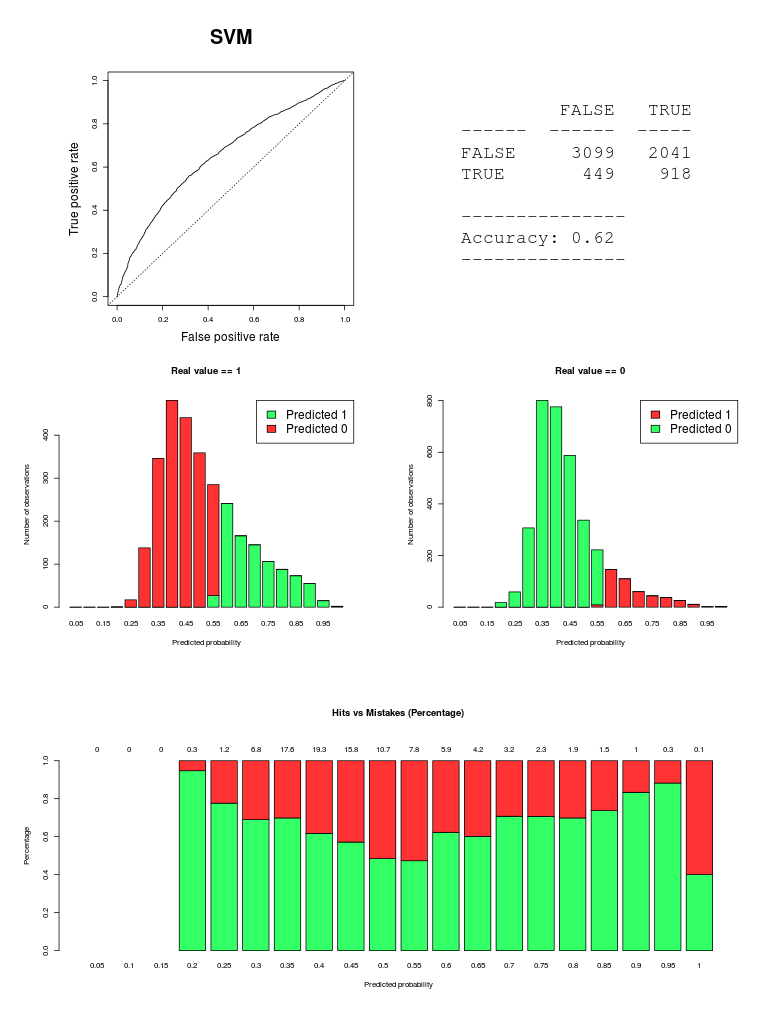 SVM
1.0
0.8
0.6
0.4
0.2
0.0
True positive rate
0.0 0.2 0.4 0.6 0.8 1.0
False positive rate
FALSE TRUE
------ ------ -----
FALSE 3099 2041
TRUE 449 918
---------------
Accuracy: 0.62
---------------
Real value == 1
Predicted 1
Predicted 0
400
300
200
100
0
Number of observations
0.05 0.15 0.25 0.35 0.45 0.55 0.65 0.75 0.85 0.95
Predicted probability
Real value == 0
Predicted 1
Predicted 0
800
600
400
200
0
Number of observations
0.05 0.15 0.25 0.35 0.45 0.55 0.65 0.75 0.85 0.95
Predicted probability
Hits vs Mistakes (Percentage)
0 0 0 0.3 1.2 6.8 17.6 19.3 15.8 10.7 7.8 5.9 4.2 3.2 2.3 1.9 1.5 1 0.3 0.1
1.0
0.8
0.6
0.4
0.2
0.0
Percentage
0.05 0.1 0.15 0.2 0.25 0.3 0.35 0.4 0.45 0.5 0.55 0.6 0.65 0.7 0.75 0.8 0.85 0.9 0.95 1
Predicted probability